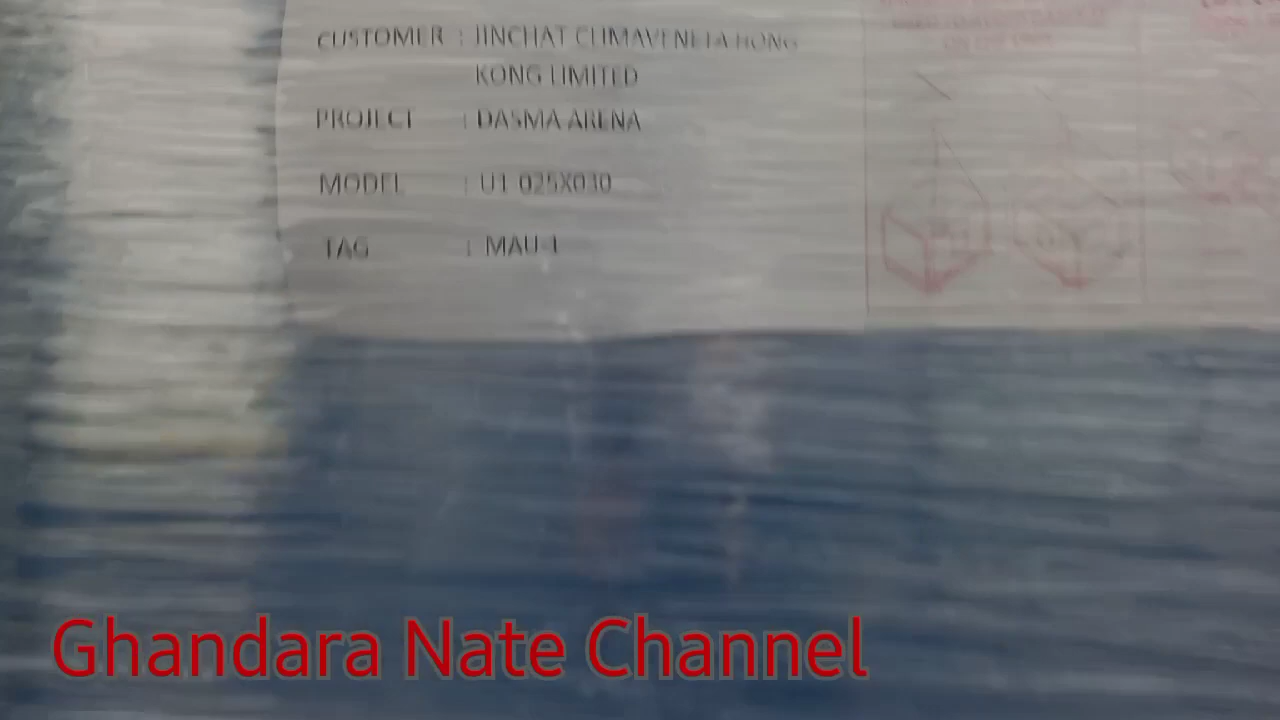 CUSTOMER : JINCHAT CLIMAVENETA HONG
KONG LIMITED
PROJECT : DASMA ARENA
MODEL : U1 025X030
TAG : MAU-1
Ghandara Nate Channel